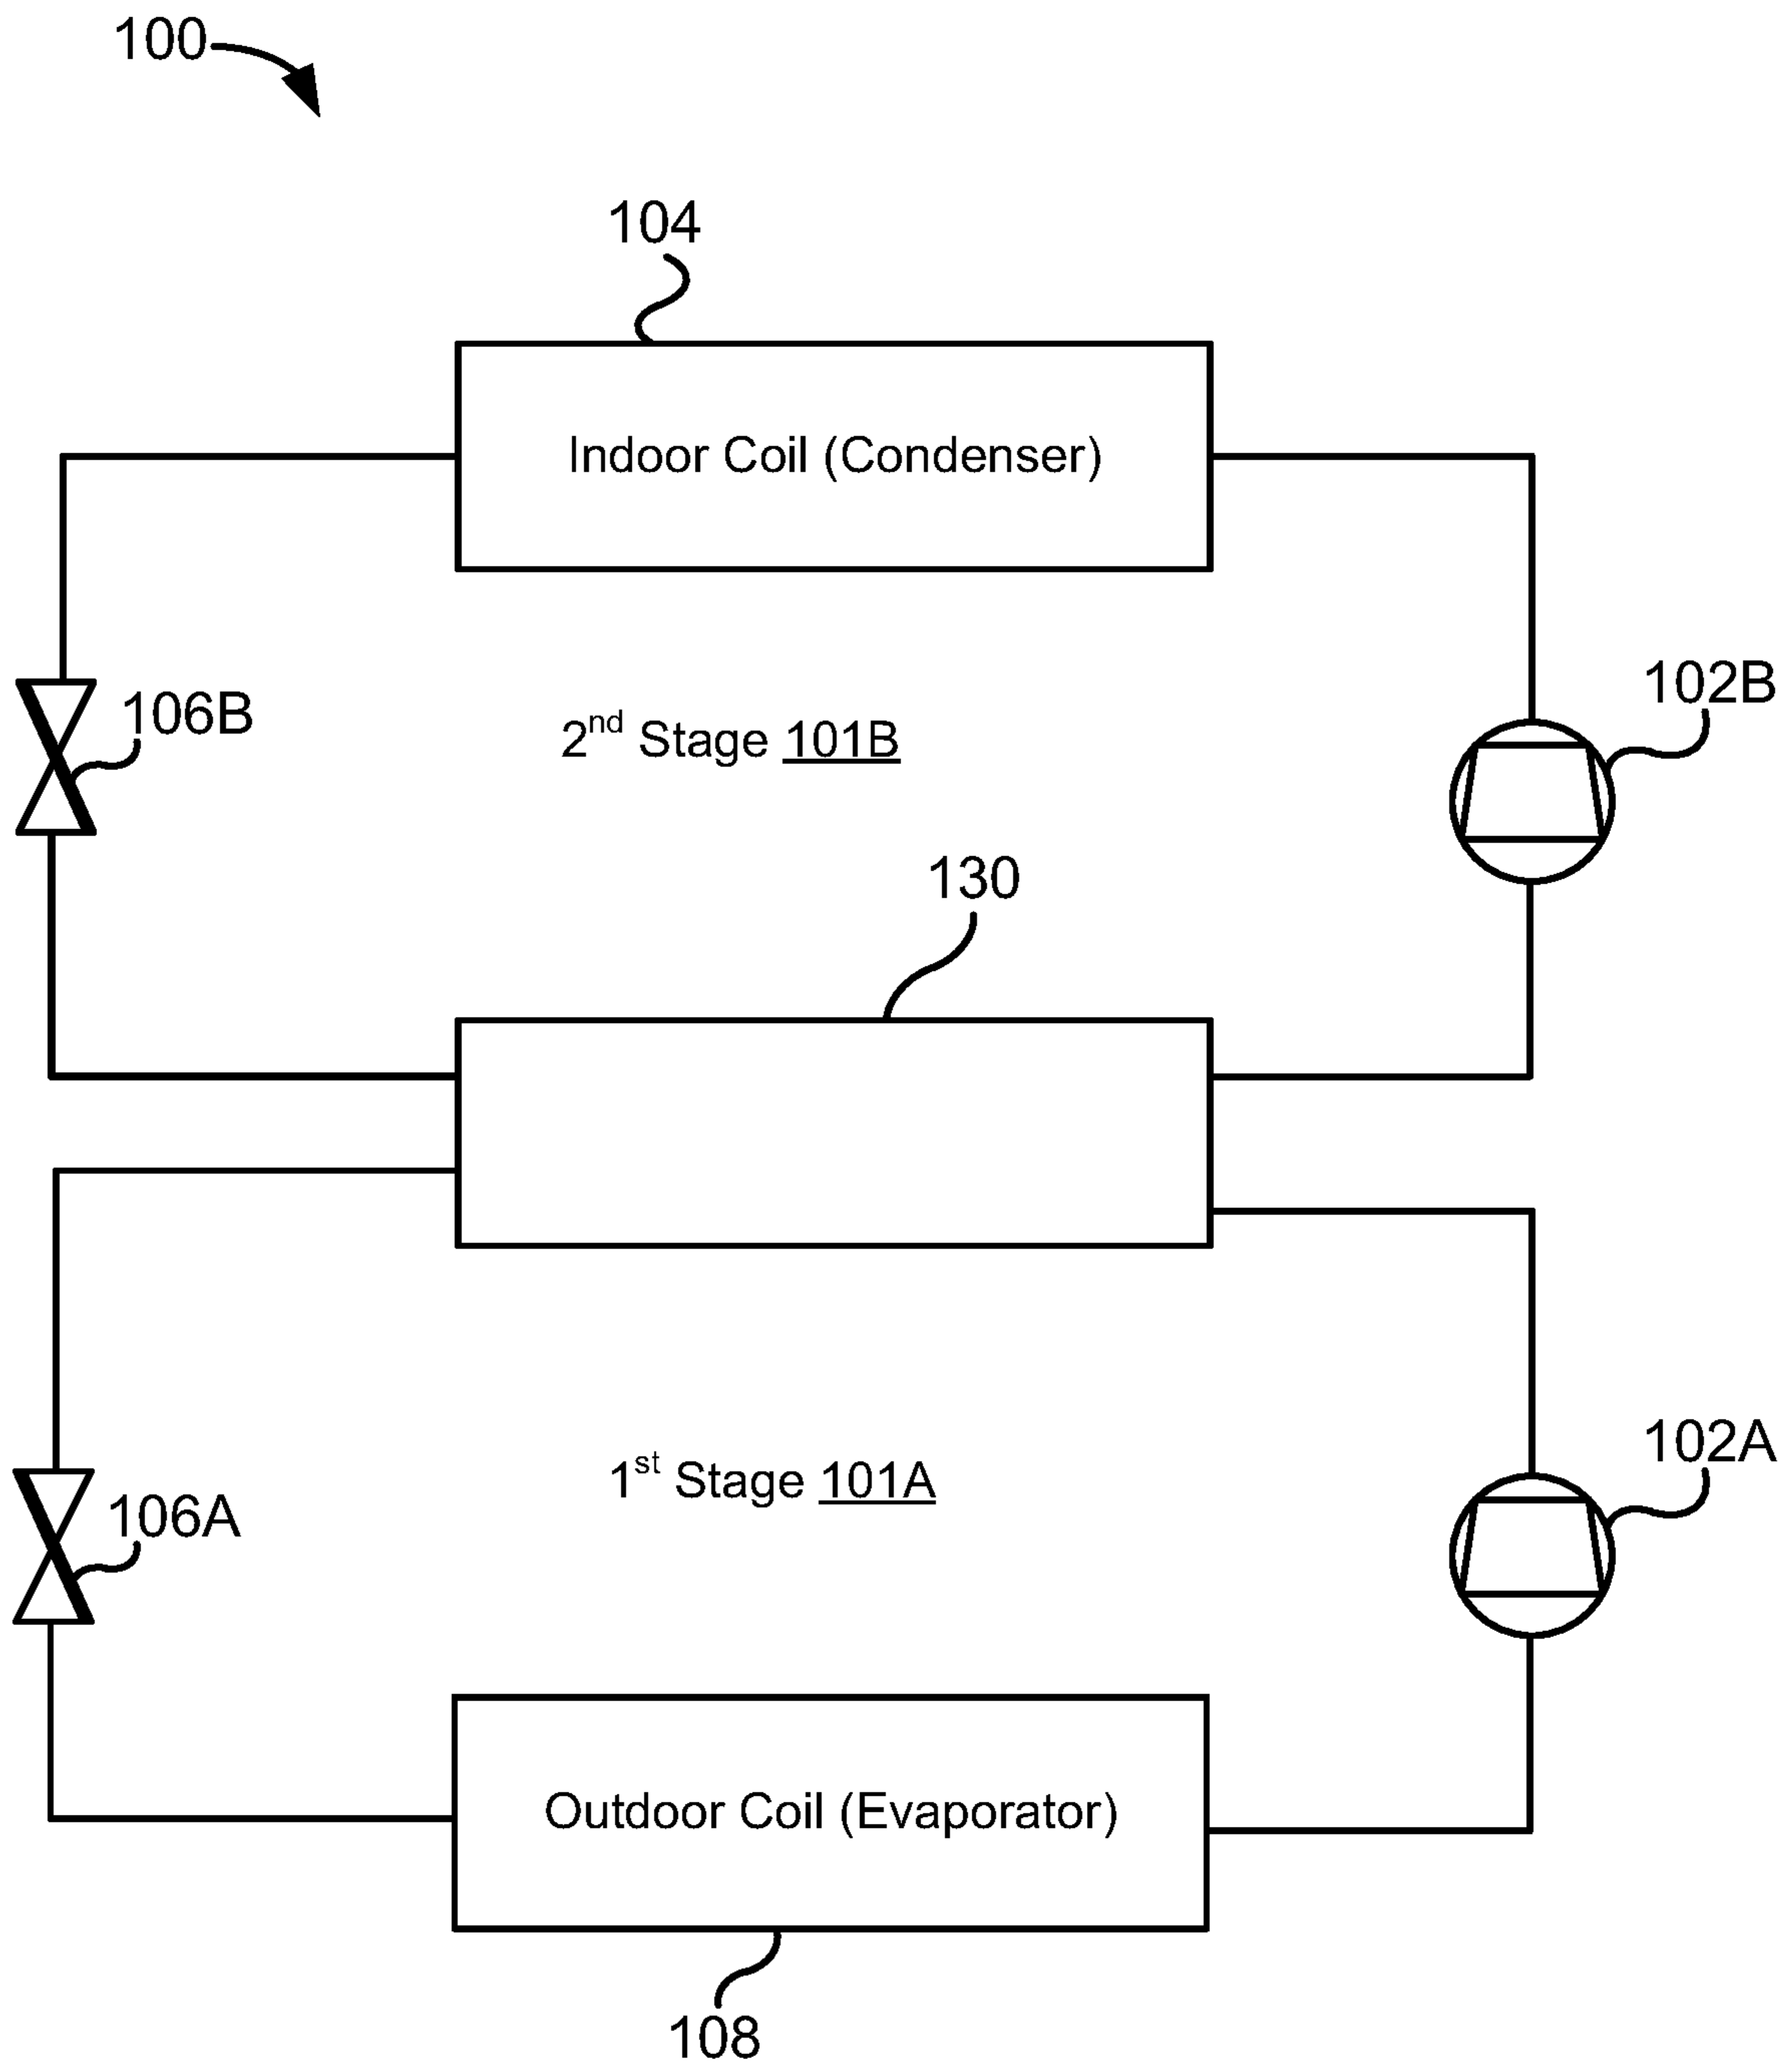 100
104
Indoor Coil (Condenser)
102B
106B
2nd Stage 101B
130
102A
1st Stage 101A
106A
Outdoor Coil (Evaporator)
108